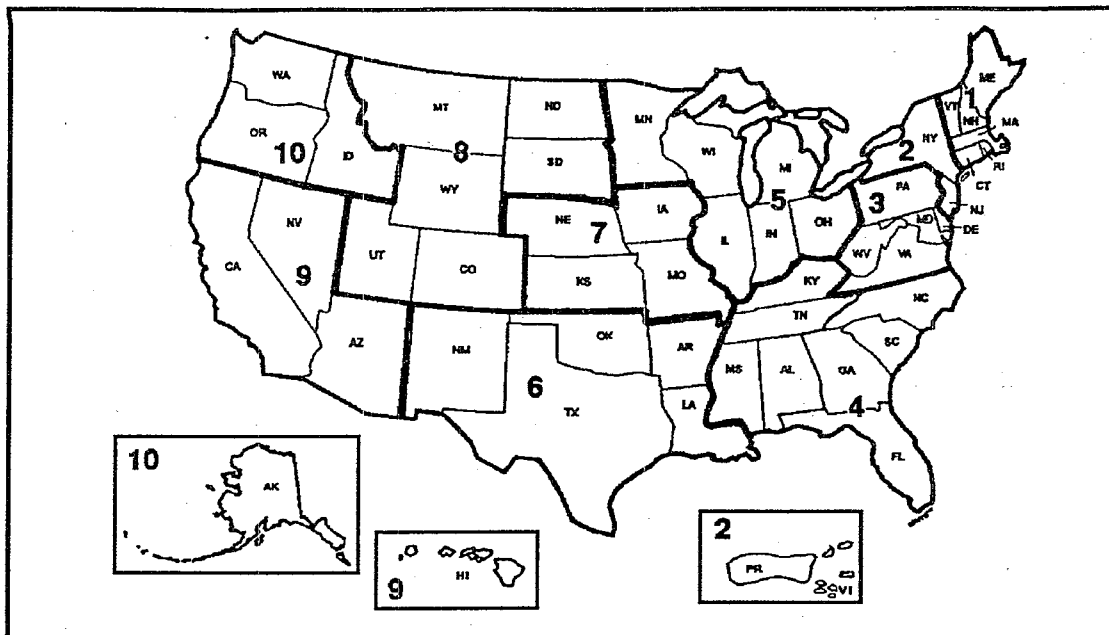 WA
MT
ND
MN
ME
VT
1
NH
MA
OR
10
ID
8
SD
WI
MI
NY
2
RI
CT
WY
5
PA
3
NJ
NE
7
IA
IL
IN
OH
MD
DE
NV
UT
CO
KS
MO
WV
VA
CA
9
KY
NC
TN
AZ
NM
OK
AR
SC
6
TX
MS
AL
GA
LA
4
FL
10
AK
9
HI
2
PR
VI